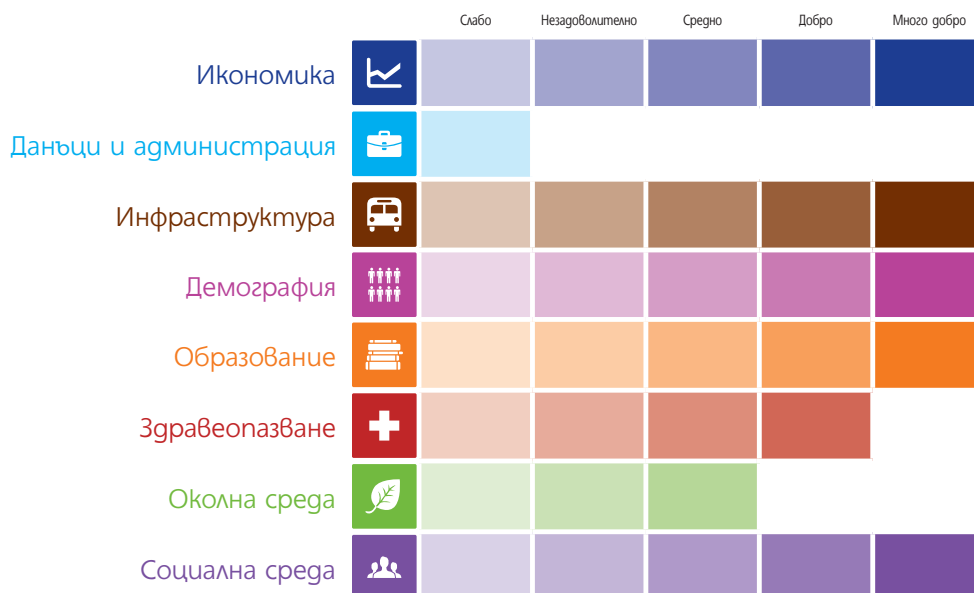 Слабо Незадоволително Средно Добро Много добро
Икономика
Данъци и администрация
Инфраструктура
Демография
Образование
Здравеопазване
Околна среда
Социална среда